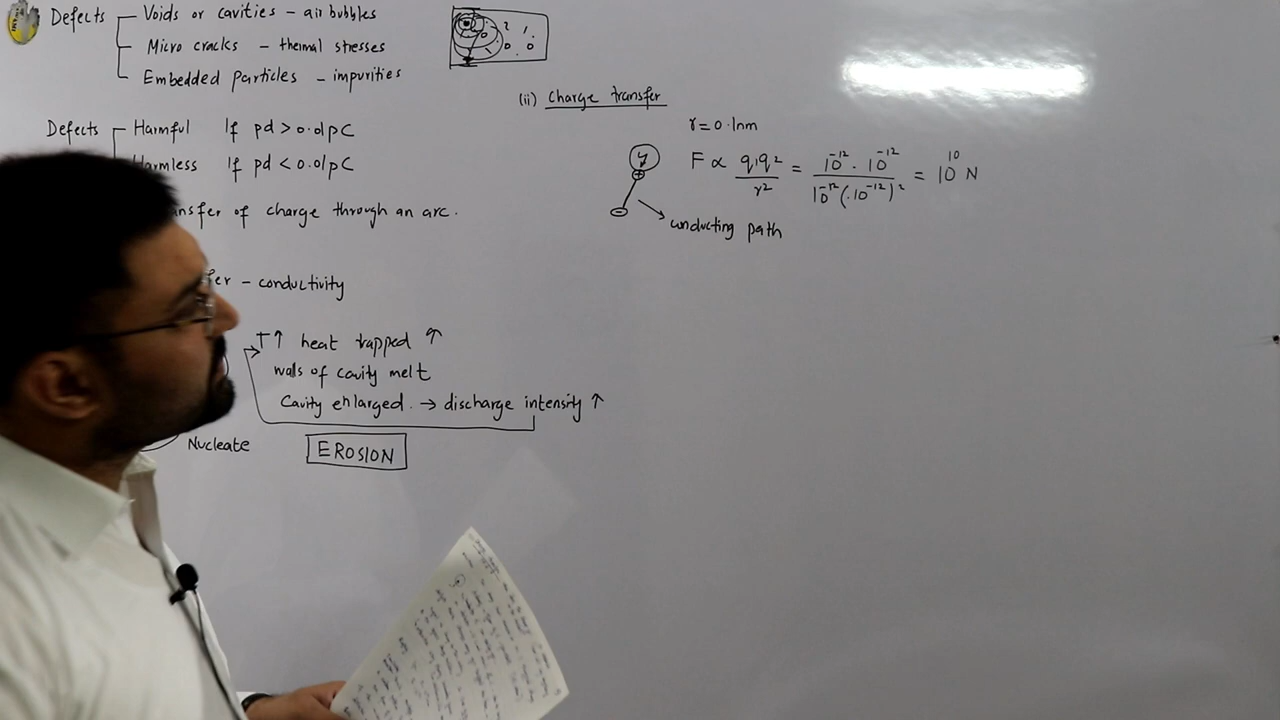 Defects Voids or cavities – air bubbles
Micro cracks – thermal stresses
Embedded Particles – impurities
Defects Harmful If pd > 0.01pC
Harmless If pd < 0.01pC
nsfer of charge through an arc.
fer – conductivity
T↑ heat trapped ↑
walls of cavity melt
Cavity enlarged. → discharge intensity ↑
Nucleate EROSION
(ii) Charge transfer
r = 0.1nm
F ∝ q1q2 / r² = 10^-12 . 10^-12 / 10^-12 (.10^-12)² = 10^10 N
+
−
conducting path